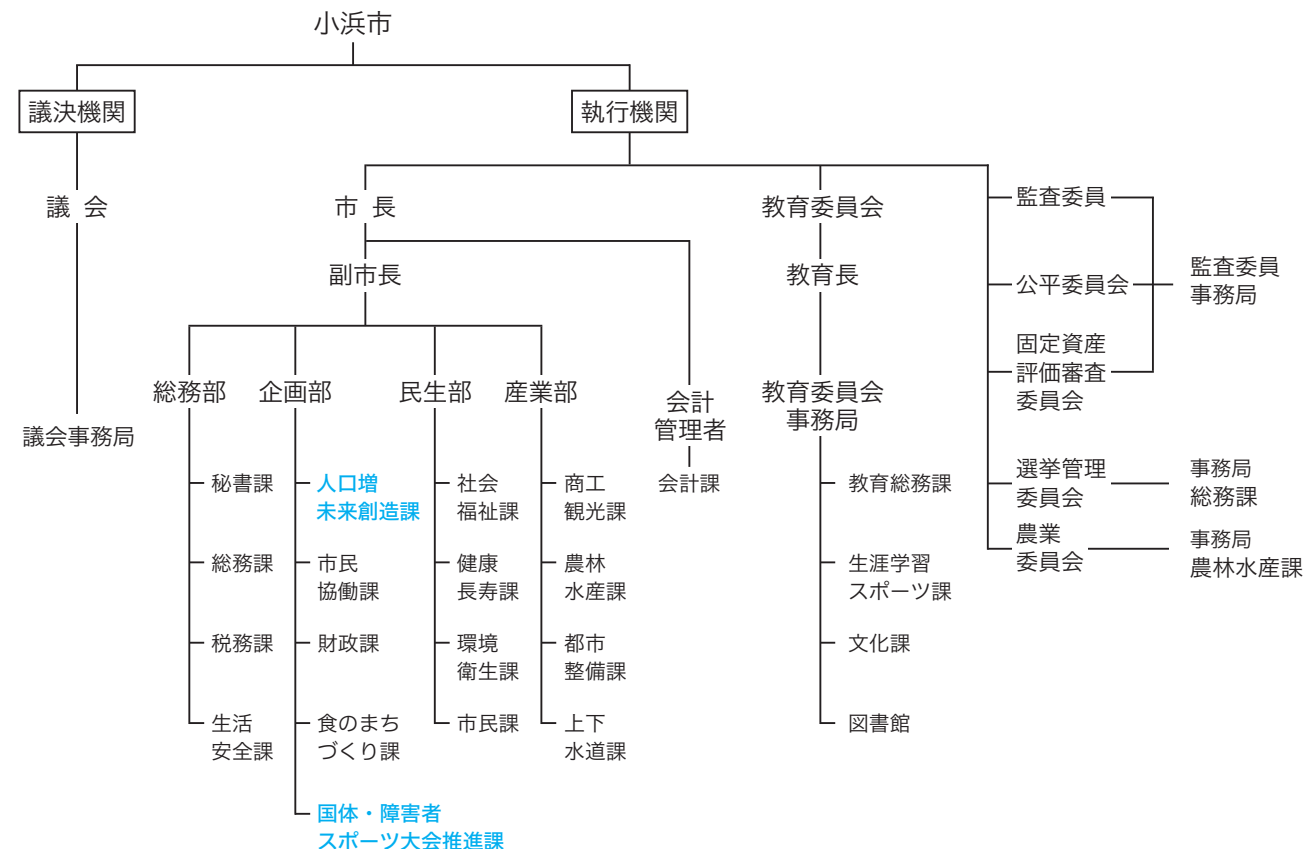 小浜市
議決機関
執行機関
議 会
議会事務局
市 長
副市長
総務部
秘書課
総務課
税務課
生活
安全課
企画部
人口増
未来創造課
市民
協働課
財政課
食のまち
づくり課
国体・障害者
スポーツ大会推進課
民生部
社会
福祉課
健康
長寿課
環境
衛生課
市民課
産業部
商工
観光課
農林
水産課
都市
整備課
上下
水道課
会計
管理者
会計課
教育委員会
教育長
教育委員会
事務局
教育総務課
生涯学習
スポーツ課
文化課
図書館
監査委員
公平委員会
固定資産
評価審査
委員会
監査委員
事務局
選挙管理
委員会
事務局
総務課
農業
委員会
事務局
農林水産課